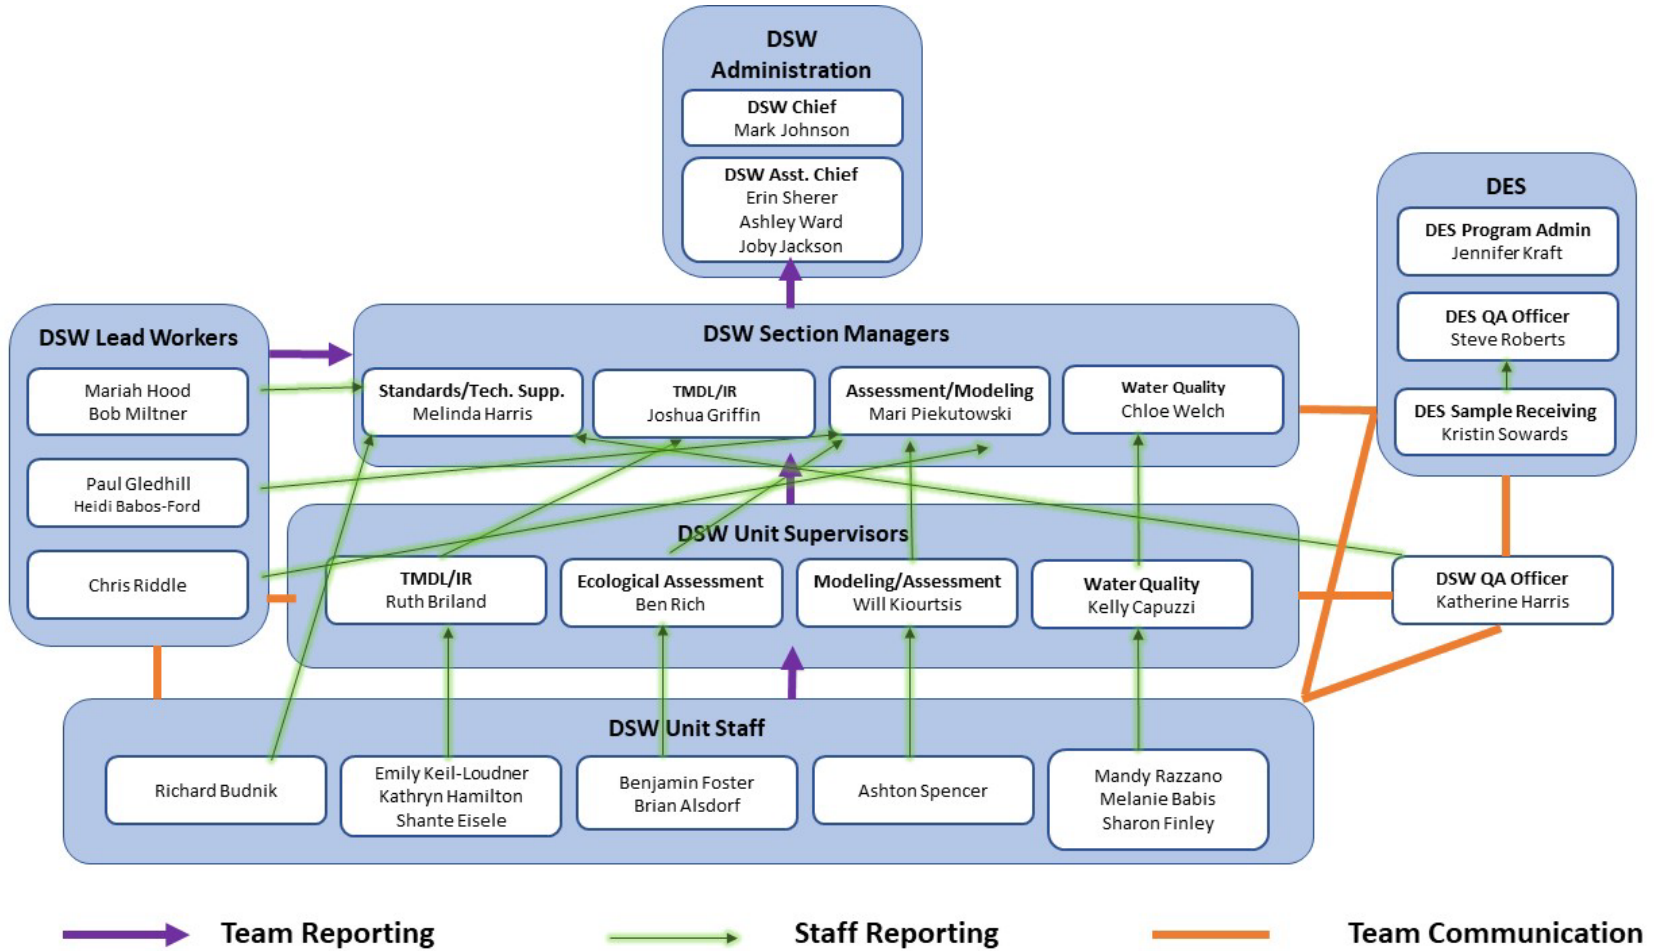 DSW
Administration
DSW Chief
Mark Johnson
DSW Asst. Chief
Erin Sherer
Ashley Ward
Joby Jackson
DES
DES Program Admin
Jennifer Kraft
DES QA Officer
Steve Roberts
DES Sample Receiving
Kristin Sowards
DSW Lead Workers
Mariah Hood
Bob Miltner
Paul Gledhill
Heidi Babos-Ford
Chris Riddle
DSW Section Managers
Standards/Tech. Supp.
Melinda Harris
TMDL/IR
Joshua Griffin
Assessment/Modeling
Mari Piekutowski
Water Quality
Chloe Welch
DSW Unit Supervisors
TMDL/IR
Ruth Briland
Ecological Assessment
Ben Rich
Modeling/Assessment
Will Kiourtsis
Water Quality
Kelly Capuzzi
DSW QA Officer
Katherine Harris
DSW Unit Staff
Richard Budnik
Emily Keil-Loudner
Kathryn Hamilton
Shante Eisele
Benjamin Foster
Brian Alsdorf
Ashton Spencer
Mandy Razzano
Melanie Babis
Sharon Finley
Team Reporting
Staff Reporting
Team Communication